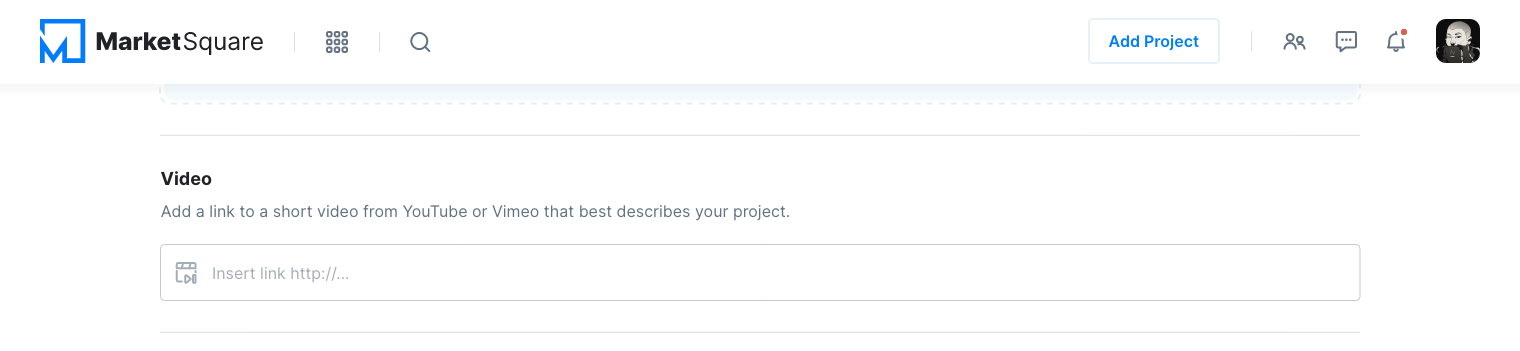 MarketSquare
Add Project
Video
Add a link to a short video from YouTube or Vimeo that best describes your project.
Insert link http://...